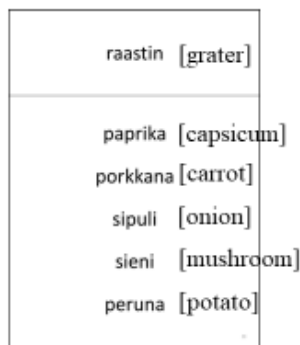 raastin [grater]
paprika [capsicum]
porkkana [carrot]
sipuli [onion]
sieni [mushroom]
peruna [potato]